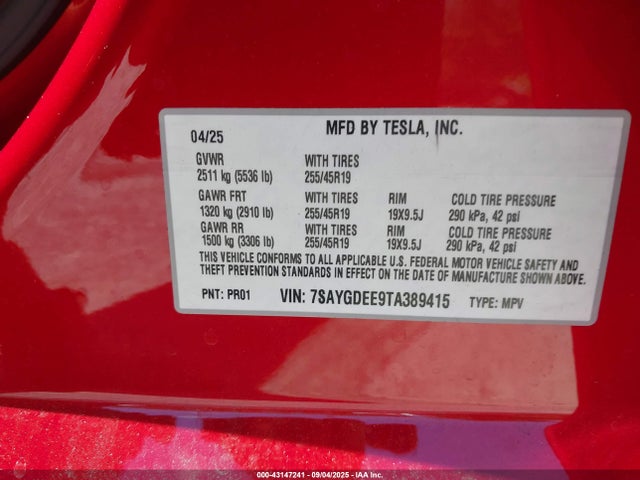 04/25 MFD BY TESLA, INC.
GVWR WITH TIRES
2511 kg (5536 lb) 255/45R19
GAWR FRT WITH TIRES RIM COLD TIRE PRESSURE
1320 kg (2910 lb) 255/45R19 19X9.5J 290 kPa, 42 psi
GAWR RR WITH TIRES RIM COLD TIRE PRESSURE
1500 kg (3306 lb) 255/45R19 19X9.5J 290 kPa, 42 psi
THIS VEHICLE CONFORMS TO ALL APPLICABLE U.S. FEDERAL MOTOR VEHICLE SAFETY AND
THEFT PREVENTION STANDARDS IN EFFECT ON THE DATE OF MANUFACTURE SHOWN ABOVE.
PNT: PR01 VIN: 7SAYGDEE9TA389415 TYPE: MPV
000-43147241 - 09/04/2025 - IAA Inc.